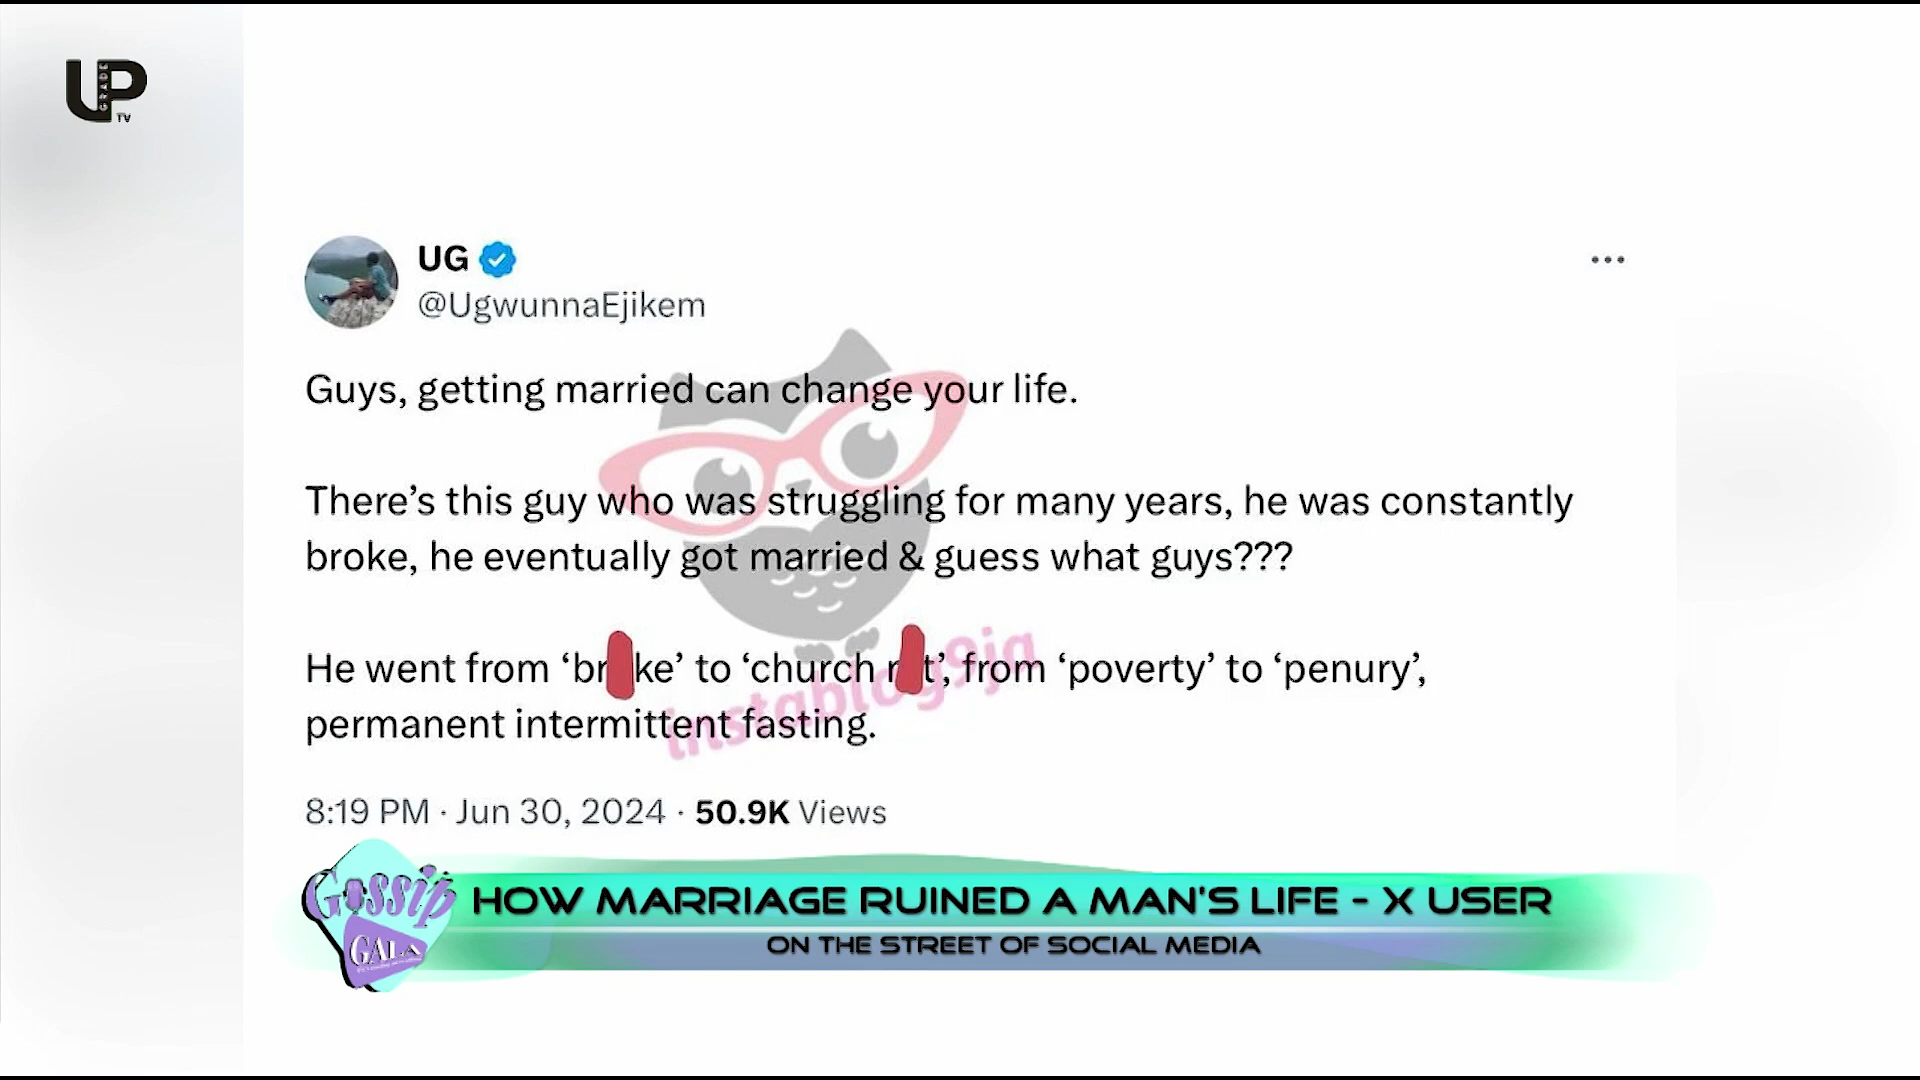 UP
GRADE
TV
UG
@UgwunnaEjikem
Guys, getting married can change your life.
There’s this guy who was struggling for many years, he was constantly
broke, he eventually got married & guess what guys???
He went from ‘br ke’ to ‘church r t’, from ‘poverty’ to ‘penury’,
permanent intermittent fasting.
instablog9ja
8:19 PM · Jun 30, 2024 · 50.9K Views
Gossip
GALA
HOW MARRIAGE RUINED A MAN'S LIFE - X USER
ON THE STREET OF SOCIAL MEDIA